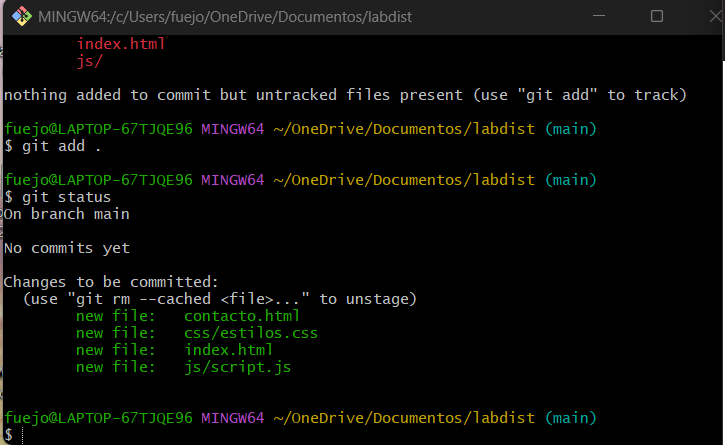 MINGW64:/c/Users/fuejo/OneDrive/Documentos/labdist
index.html
js/
nothing added to commit but untracked files present (use "git add" to track)
fuejo@LAPTOP-67TJQE96 MINGW64 ~/OneDrive/Documentos/labdist (main)
$ git add .
fuejo@LAPTOP-67TJQE96 MINGW64 ~/OneDrive/Documentos/labdist (main)
$ git status
On branch main
No commits yet
Changes to be committed:
(use "git rm --cached <file>..." to unstage)
new file:   contacto.html
new file:   css/estilos.css
new file:   index.html
new file:   js/script.js
fuejo@LAPTOP-67TJQE96 MINGW64 ~/OneDrive/Documentos/labdist (main)
$